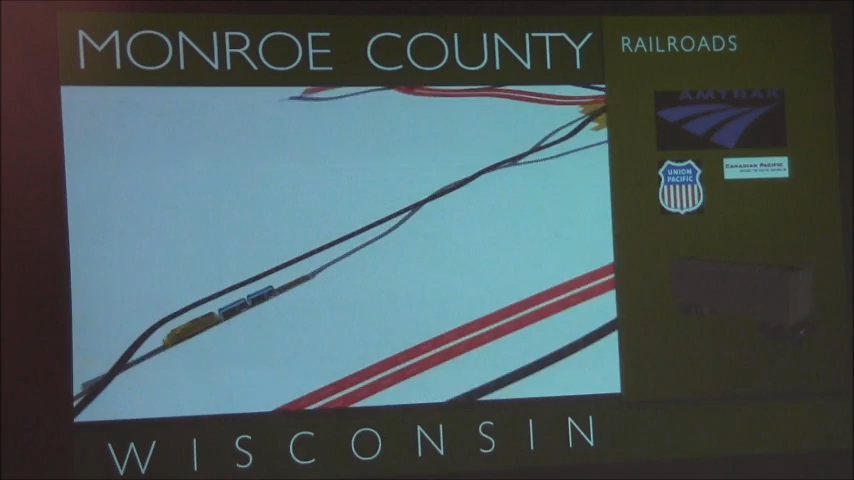 MONROE COUNTY
RAILROADS
AMTRAK
UNION
PACIFIC
CANADIAN PACIFIC
WISCONSIN